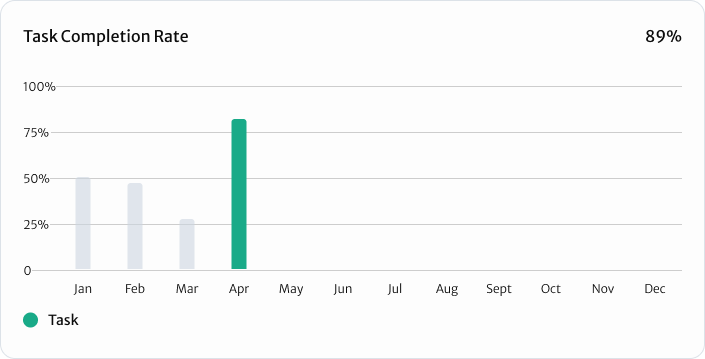 Task Completion Rate 89%
100%
75%
50%
25%
0
Jan Feb Mar Apr May Jun Jul Aug Sept Oct Nov Dec
Task